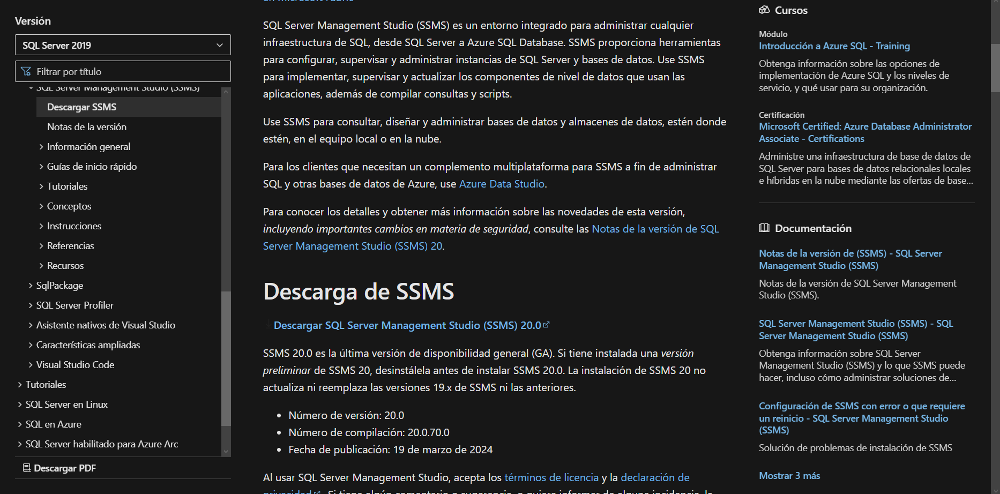 Versión
SQL Server 2019
Filtrar por título
SQL Server Management Studio (SSMS)
Descargar SSMS
Notas de la versión
Información general
Guías de inicio rápido
Tutoriales
Conceptos
Instrucciones
Referencias
Recursos
SqlPackage
SQL Server Profiler
Asistente nativos de Visual Studio
Características ampliadas
Visual Studio Code
Tutoriales
SQL Server en Linux
SQL en Azure
SQL Server habilitado para Azure Arc
Descargar PDF
en Microsoft Fabric
SQL Server Management Studio (SSMS) es un entorno integrado para administrar cualquier
infraestructura de SQL, desde SQL Server a Azure SQL Database. SSMS proporciona herramientas
para configurar, supervisar y administrar instancias de SQL Server y bases de datos. Use SSMS
para implementar, supervisar y actualizar los componentes de nivel de datos que usan las
aplicaciones, además de compilar consultas y scripts.
Use SSMS para consultar, diseñar y administrar bases de datos y almacenes de datos, estén donde
estén, en el equipo local o en la nube.
Para los clientes que necesitan un complemento multiplataforma para SSMS a fin de administrar
SQL y otras bases de datos de Azure, use Azure Data Studio.
Para conocer los detalles y obtener más información sobre las novedades de esta versión,
incluyendo importantes cambios en materia de seguridad, consulte las Notas de la versión de SQL
Server Management Studio (SSMS) 20.
Descarga de SSMS
Descargar SQL Server Management Studio (SSMS) 20.0
SSMS 20.0 es la última versión de disponibilidad general (GA). Si tiene instalada una versión
preliminar de SSMS 20, desinstálela antes de instalar SSMS 20.0. La instalación de SSMS 20 no
actualiza ni reemplaza las versiones 19.x de SSMS ni las anteriores.
• Número de versión: 20.0
• Número de compilación: 20.0.70.0
• Fecha de publicación: 19 de marzo de 2024
Al usar SQL Server Management Studio, acepta los términos de licencia y la declaración de
privacidad. Si tiene algún comentario o sugerencia, o quiere informar de alguna incidencia, la
Cursos
Módulo
Introducción a Azure SQL - Training
Obtenga información sobre las opciones de
implementación de Azure SQL y los niveles de
servicio, y qué usar para su organización.
Certificación
Microsoft Certified: Azure Database Administrator
Associate - Certifications
Administre una infraestructura de base de datos de
SQL Server para bases de datos relacionales locales
e híbridas en la nube mediante las ofertas de base...
Documentación
Notas de la versión de (SSMS) - SQL Server
Management Studio (SSMS)
Notas de la versión de SQL Server Management
Studio (SSMS).
SQL Server Management Studio (SSMS) - SQL
Server Management Studio (SSMS)
Obtenga información sobre SQL Server
Management Studio (SSMS) y lo que SSMS puede
hacer, incluso cómo administrar soluciones de...
Configuración de SSMS con error o que requiere
un reinicio - SQL Server Management Studio
(SSMS)
Solución de problemas de instalación de SSMS
Mostrar 3 más